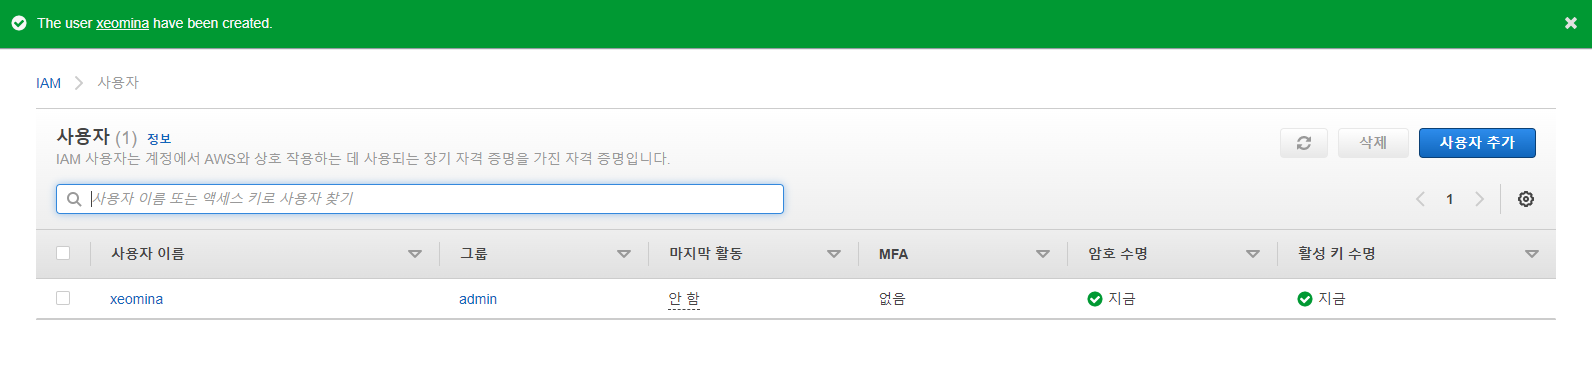 The user xeomina have been created.
IAM 사용자
사용자 (1) 정보
IAM 사용자는 계정에서 AWS와 상호 작용하는 데 사용되는 장기 자격 증명을 가진 자격 증명입니다.
삭제 사용자 추가
사용자 이름 또는 액세스 키로 사용자 찾기
1
사용자 이름 그룹 마지막 활동 MFA 암호 수명 활성 키 수명
xeomina admin 안 함 없음 지금 지금